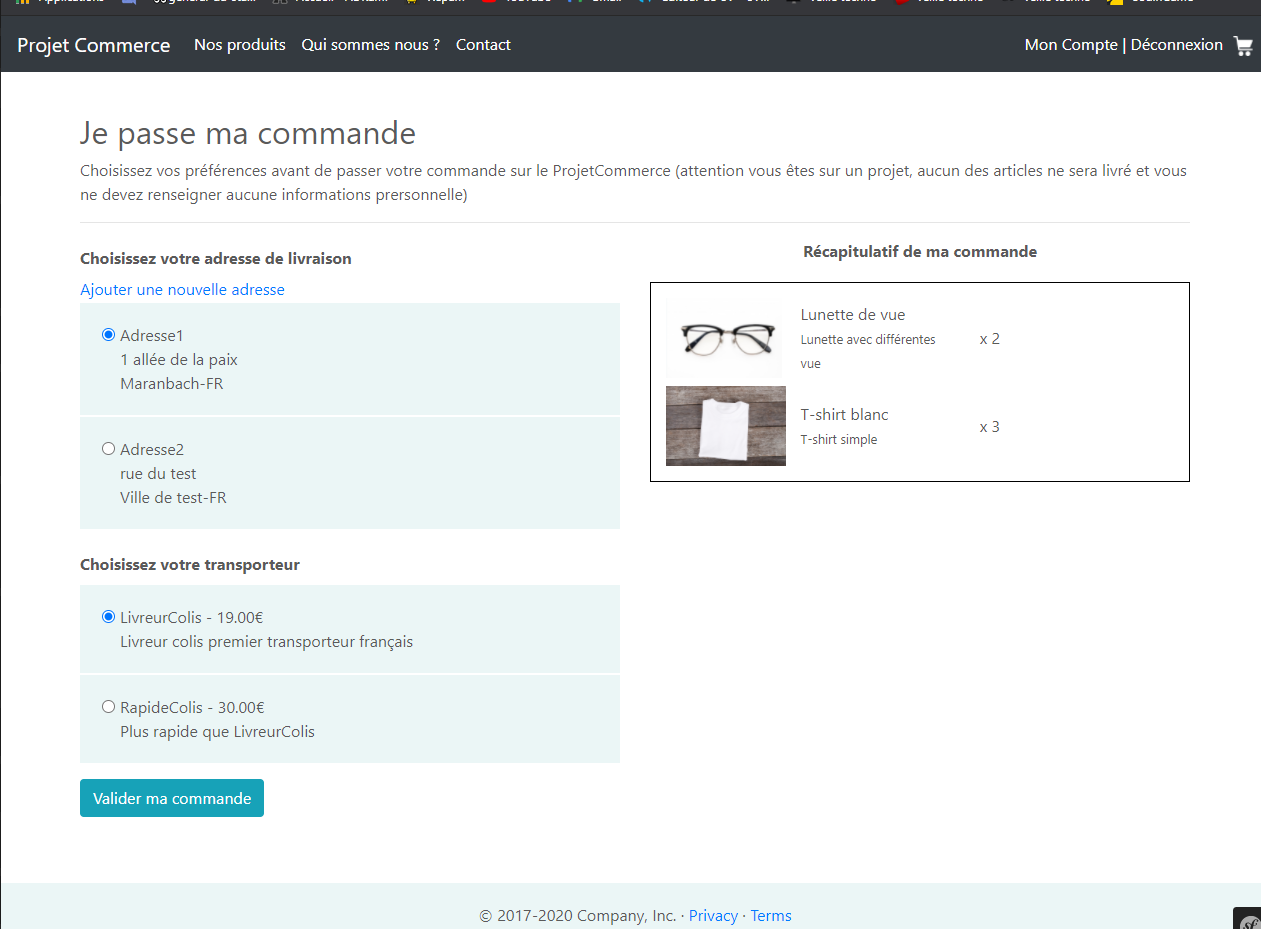 Projet Commerce Nos produits Qui sommes nous ? Contact Mon Compte | Déconnexion
Je passe ma commande
Choisissez vos préférences avant de passer votre commande sur le ProjetCommerce (attention vous êtes sur un projet, aucun des articles ne sera livré et vous
ne devez renseigner aucune informations prersonnelle)
Choisissez votre adresse de livraison
Ajouter une nouvelle adresse
Adresse1
1 allée de la paix
Maranbach-FR
Adresse2
rue du test
Ville de test-FR
Choisissez votre transporteur
LivreurColis - 19.00€
Livreur colis premier transporteur français
RapideColis - 30.00€
Plus rapide que LivreurColis
Valider ma commande
Récapitulatif de ma commande
Lunette de vue
Lunette avec différentes
vue
x 2
T-shirt blanc
T-shirt simple
x 3
© 2017-2020 Company, Inc. · Privacy · Terms
sf